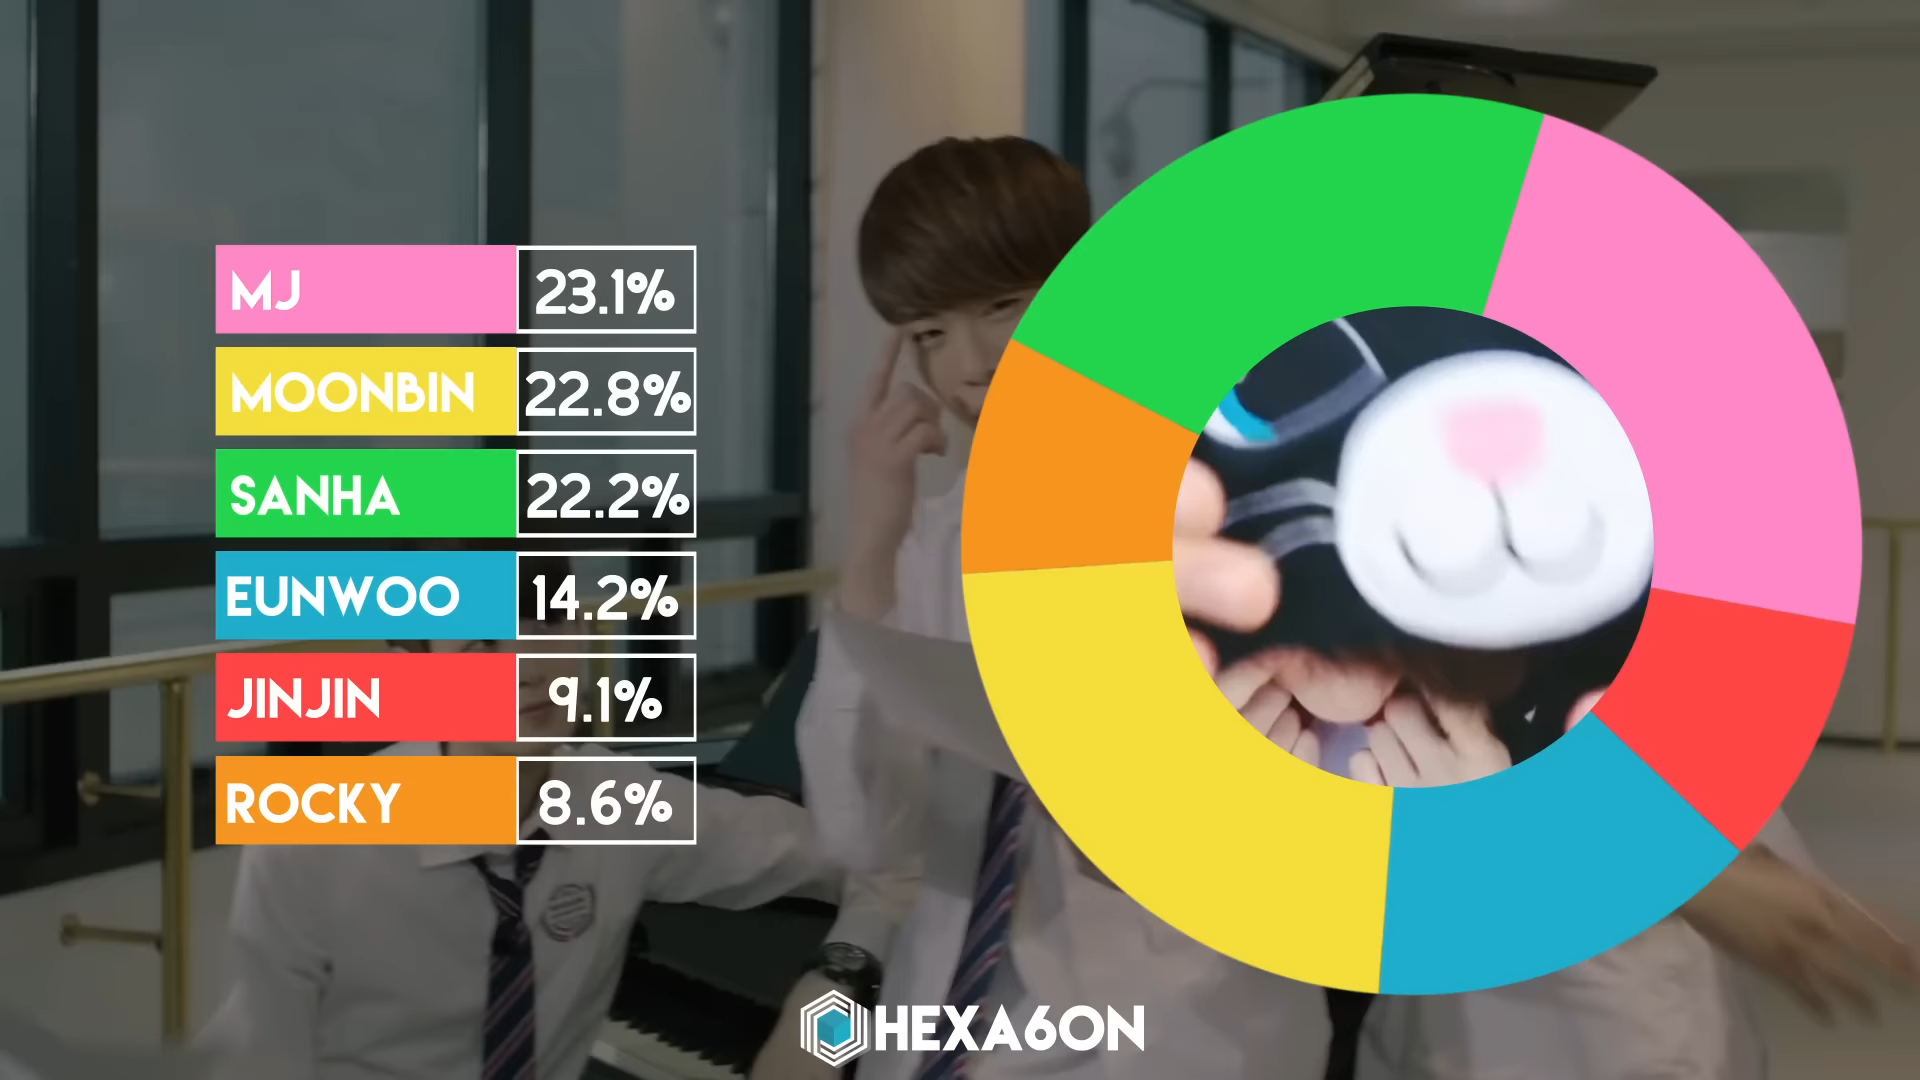 MJ 23.1%
MOONBIN 22.8%
SANHA 22.2%
EUNWOO 14.2%
JINJIN 9.1%
ROCKY 8.6%
HEXA6ON